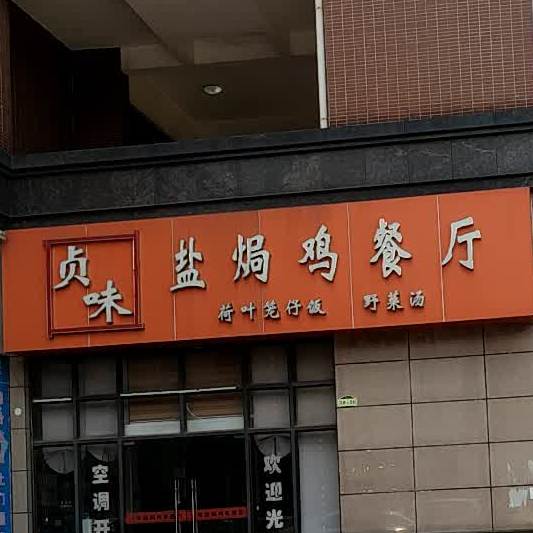 贞味
盐焗鸡餐厅
荷叶笼仔饭 野菜汤
空调开
欢迎光